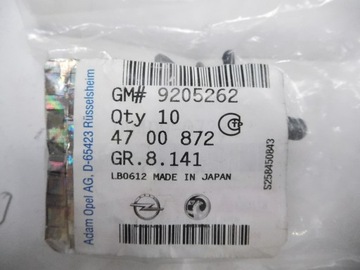 Adam Opel AG, D-65423 Rüsselsheim
GM# 9205262
Qty 10
47 00 872
GR.8.141
LB0612 MADE IN JAPAN
S258450843